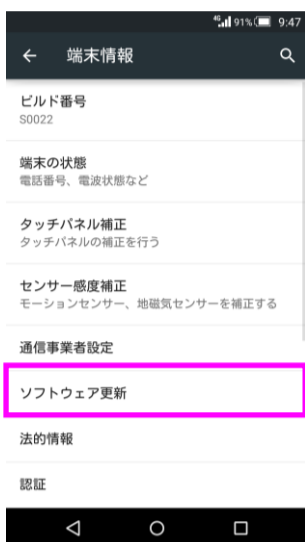 4G 91% 9:47
端末情報
ビルド番号
S0022
端末の状態
電話番号、電波状態など
タッチパネル補正
タッチパネルの補正を行う
センサー感度補正
モーションセンサー、地磁気センサーを補正する
通信事業者設定
ソフトウェア更新
法的情報
認証